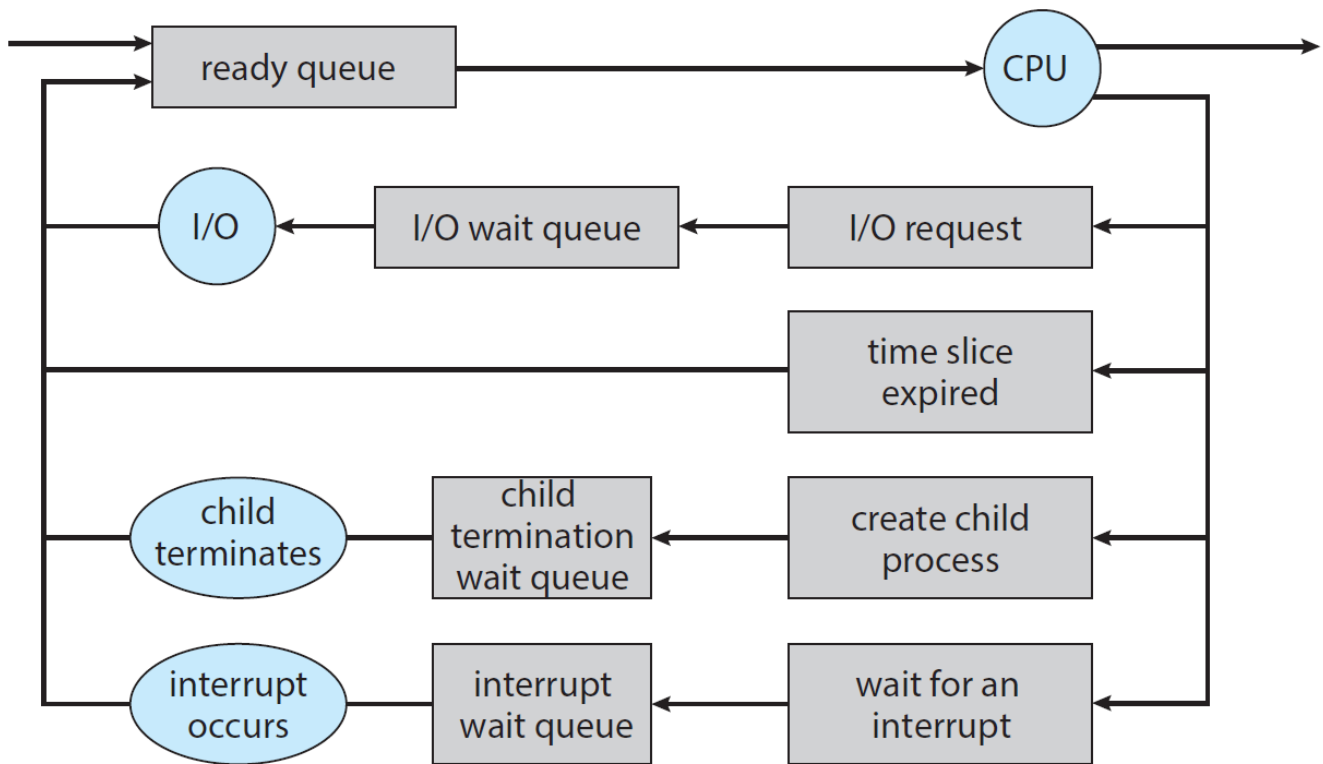 ready queue
CPU
I/O
I/O wait queue
I/O request
time slice
expired
child
terminates
child
termination
wait queue
create child
process
interrupt
occurs
interrupt
wait queue
wait for an
interrupt